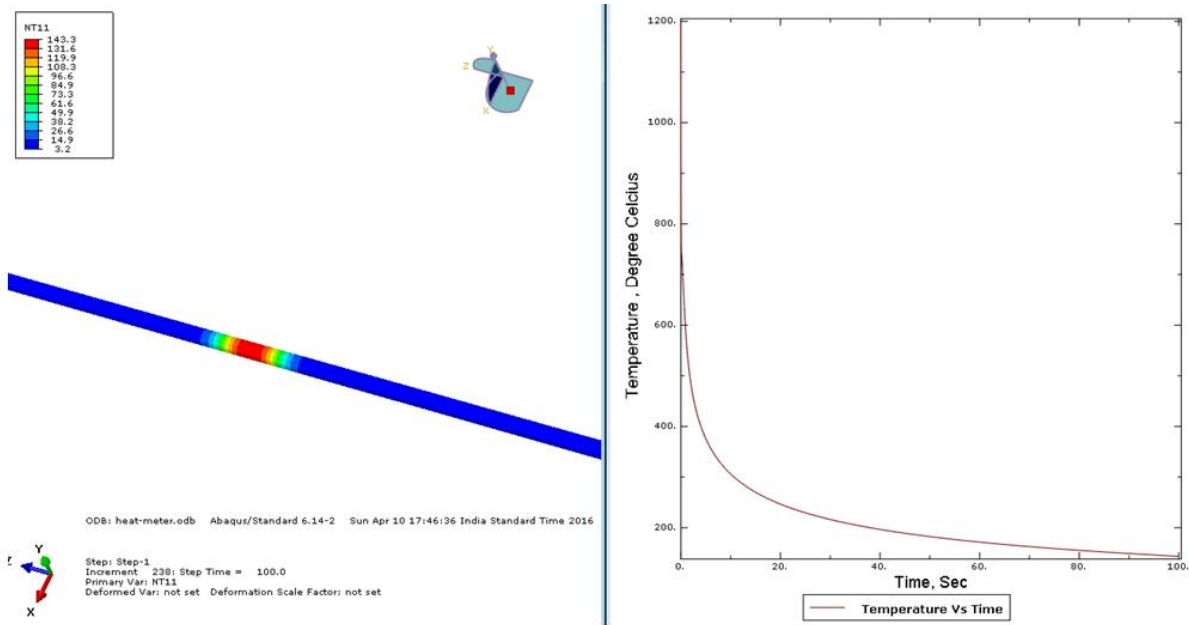 NT11
143.3
131.6
119.9
108.3
96.6
84.9
73.3
61.6
49.9
38.2
26.6
14.9
3.2
Y
Z
X
ODB: heat-meter.odb Abaqus/Standard 6.14-2 Sun Apr 10 17:46:36 India Standard Time 2016
Y
Z
X
Step: Step-1
Increment 238: Step Time = 100.0
Primary Var: NT11
Deformed Var: not set Deformation Scale Factor: not set
1200.
1000.
800.
600.
400.
200.
Temperature , Degree Celcius
0. 20. 40. 60. 80. 100.
Time, Sec
Temperature Vs Time